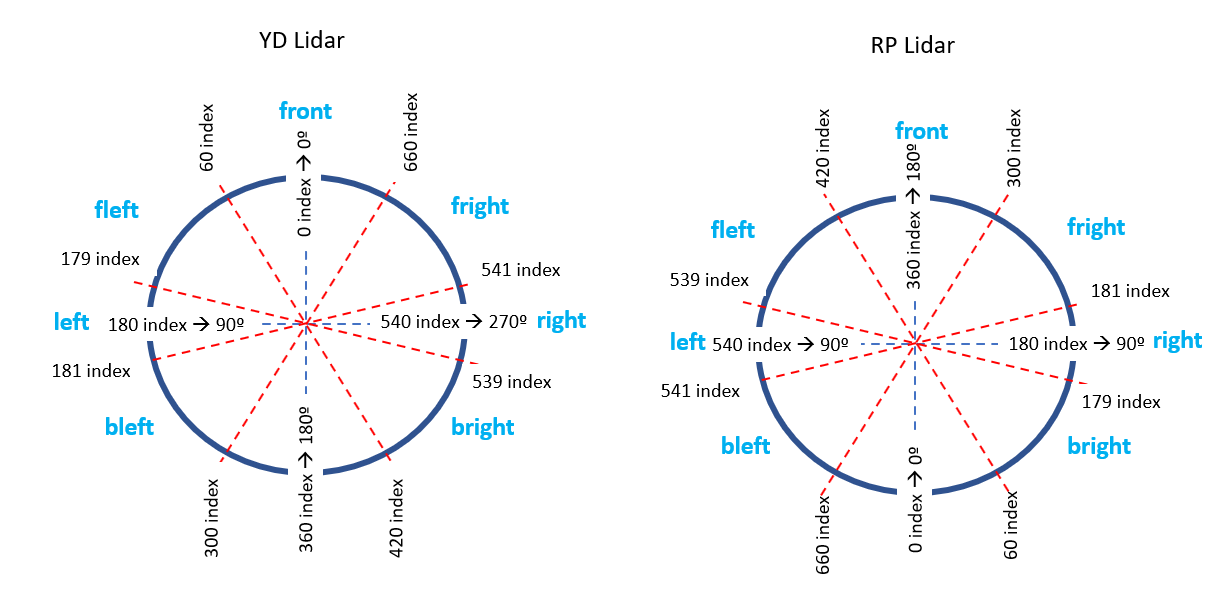 YD Lidar
front
60 index
0 index → 0º
660 index
fleft
fright
179 index
541 index
left
180 index → 90º
540 index → 270º
right
181 index
539 index
bleft
bright
300 index
360 index → 180º
420 index
RP Lidar
front
420 index
360 index → 180º
300 index
fleft
fright
539 index
181 index
left
540 index → 90º
180 index → 90º
right
541 index
179 index
bleft
bright
660 index
0 index → 0º
60 index